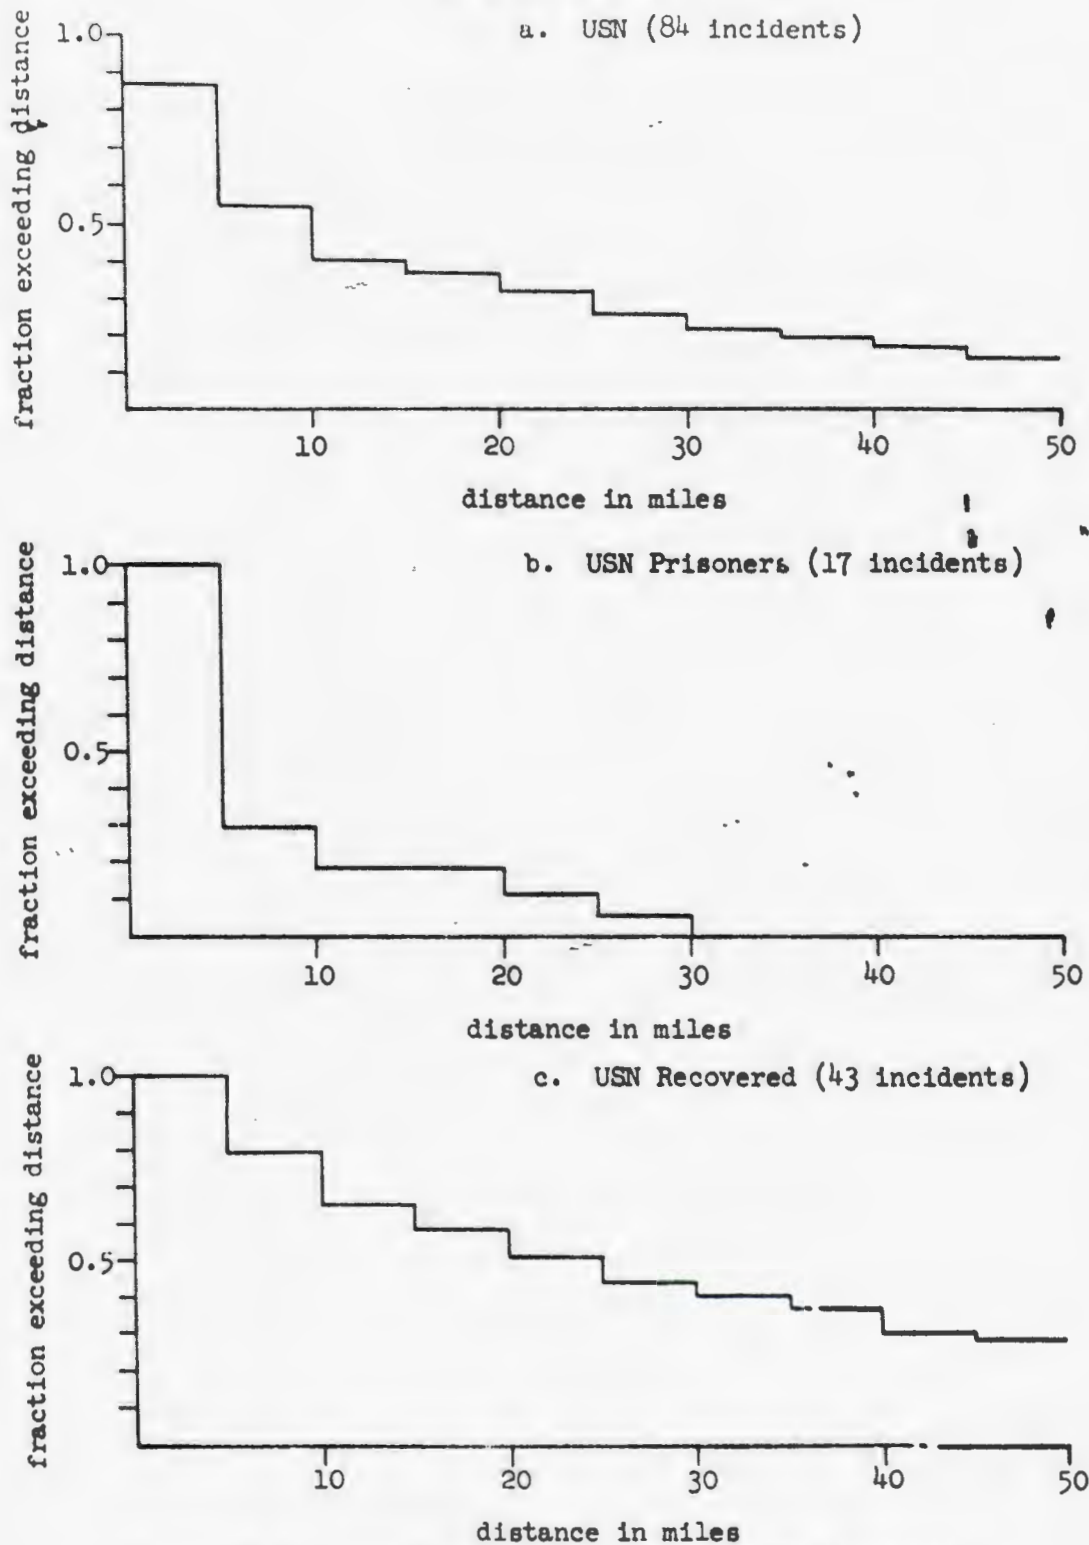 a. USN (84 incidents)
fraction exceeding distance
1.0
0.5
10 20 30 40 50
distance in miles
b. USN Prisoners (17 incidents)
fraction exceeding distance
1.0
0.5
10 20 30 40 50
distance in miles
c. USN Recovered (43 incidents)
fraction exceeding distance
1.0
0.5
10 20 30 40 50
distance in miles